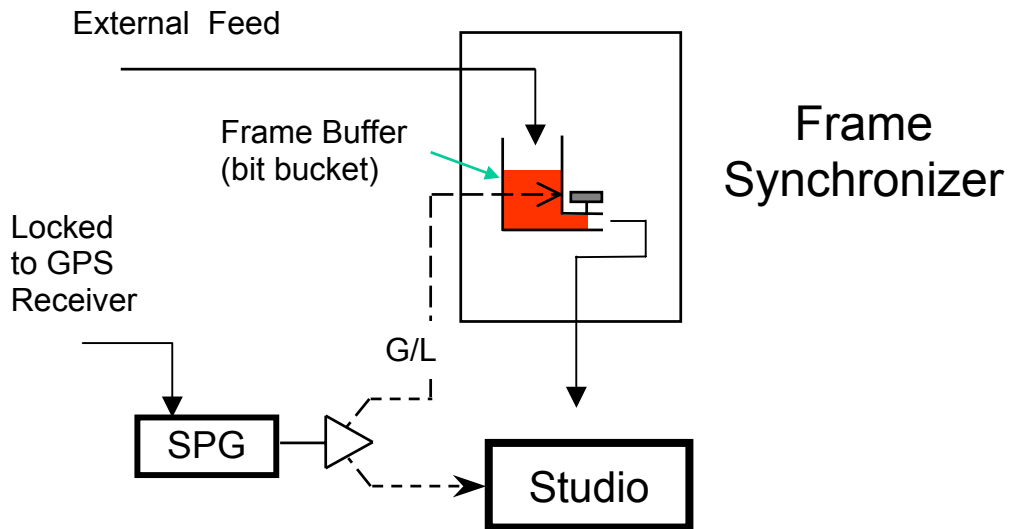 External Feed
Frame Buffer
(bit bucket)
Frame
Synchronizer
Locked
to GPS
Receiver
G/L
SPG
Studio